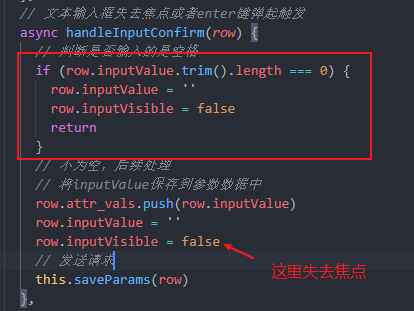 // 文本输入框失去焦点或者enter键弹起触发
async handleInputConfirm(row) {
// 判断是否输入的是空格
if (row.inputValue.trim().length === 0) {
row.inputValue = ''
row.inputVisible = false
return
}
// 不为空，后续处理
// 将inputValue保存到参数数据中
row.attr_vals.push(row.inputValue)
row.inputValue = ''
row.inputVisible = false
// 发送请求
这里失去焦点
this.saveParams(row)
},